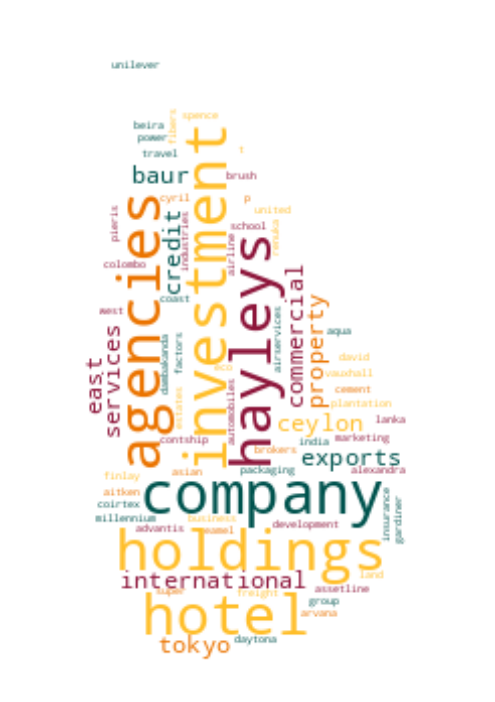 unilever
spence
fibers
beira
power
travel
t
baur
brush
cyril
p
agencies
investment
credit
industries
pieris
united
school
renuka
airline
hayleys
colombo
commercial
coast
property
west
services
east
airservices
aqua
factors
dambakanda
eco
david
vauxhall
cement
plantation
estates
automobiles
ceylon
lanka
contship
india
marketing
brokers
exports
finlay
asian
packaging
alexandra
aitken
company
coirtex
insurance
gardiner
millennium
business
advantis
hamel
development
holdings
international
land
super
freight
assetline
group
hotel
arvana
tokyo
daytona